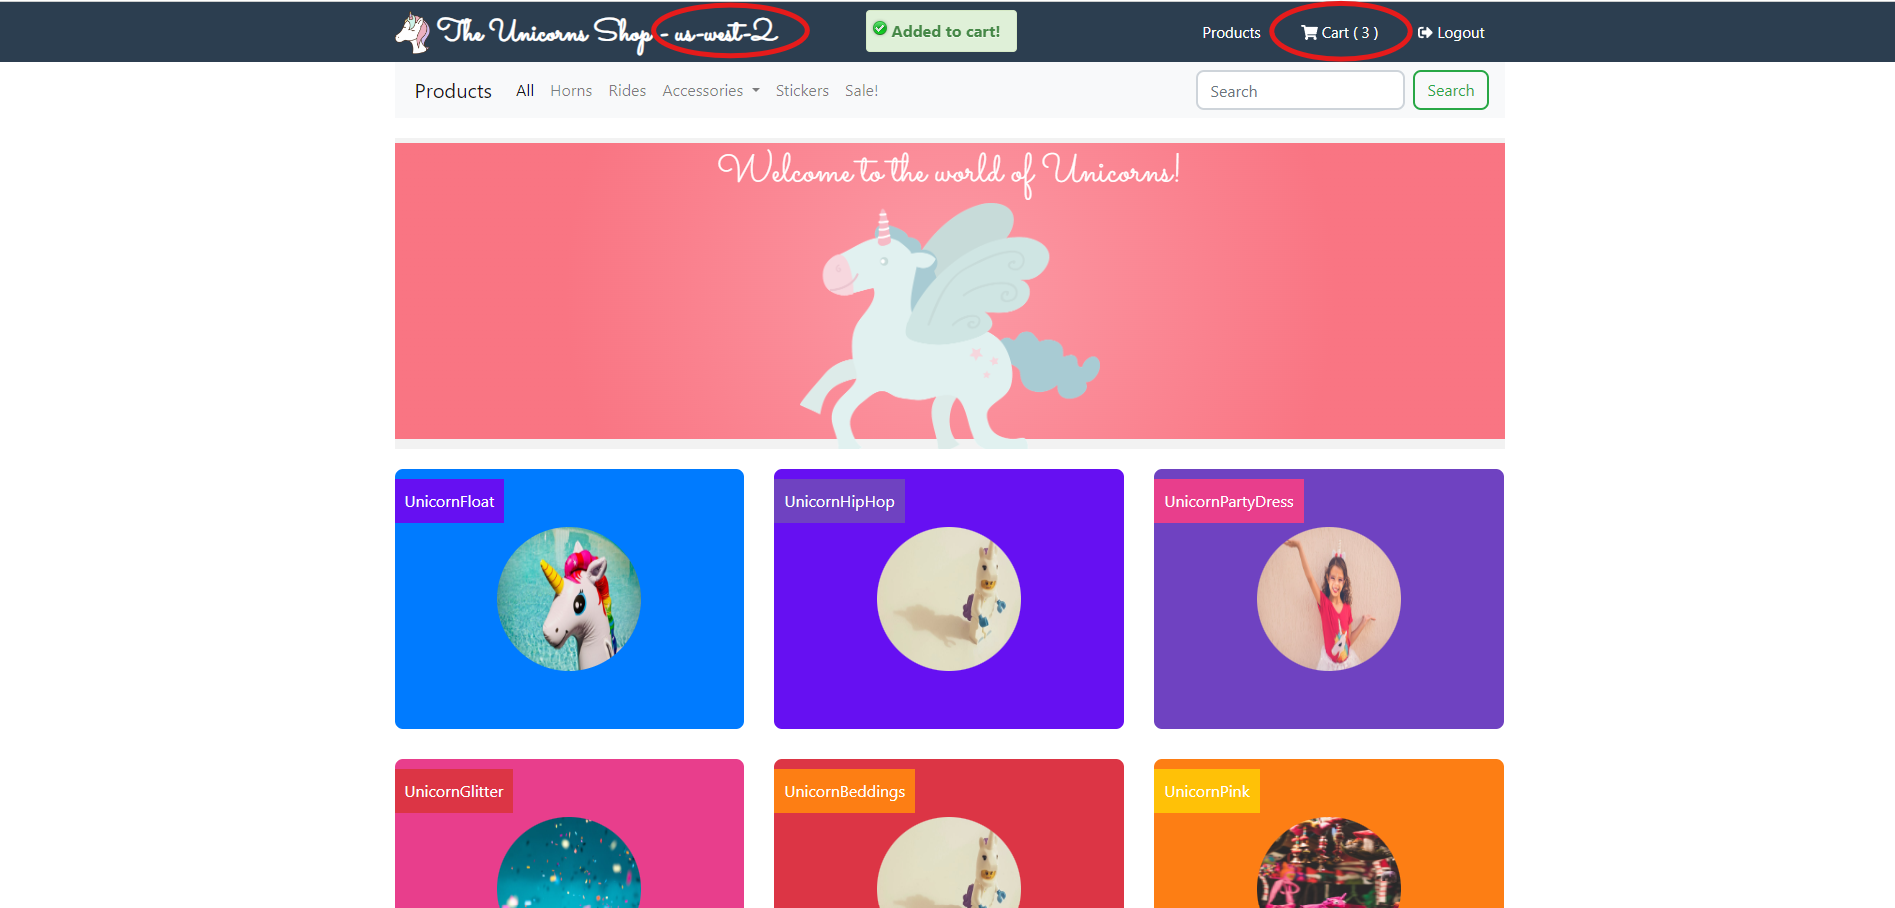 The Unicorns Shop - us-west-2
Added to cart!
Products
Cart ( 3 )
Logout
Products
All
Horns
Rides
Accessories
Stickers
Sale!
Search
Search
Welcome to the world of Unicorns!
UnicornFloat
UnicornHipHop
UnicornPartyDress
UnicornGlitter
UnicornBeddings
UnicornPink